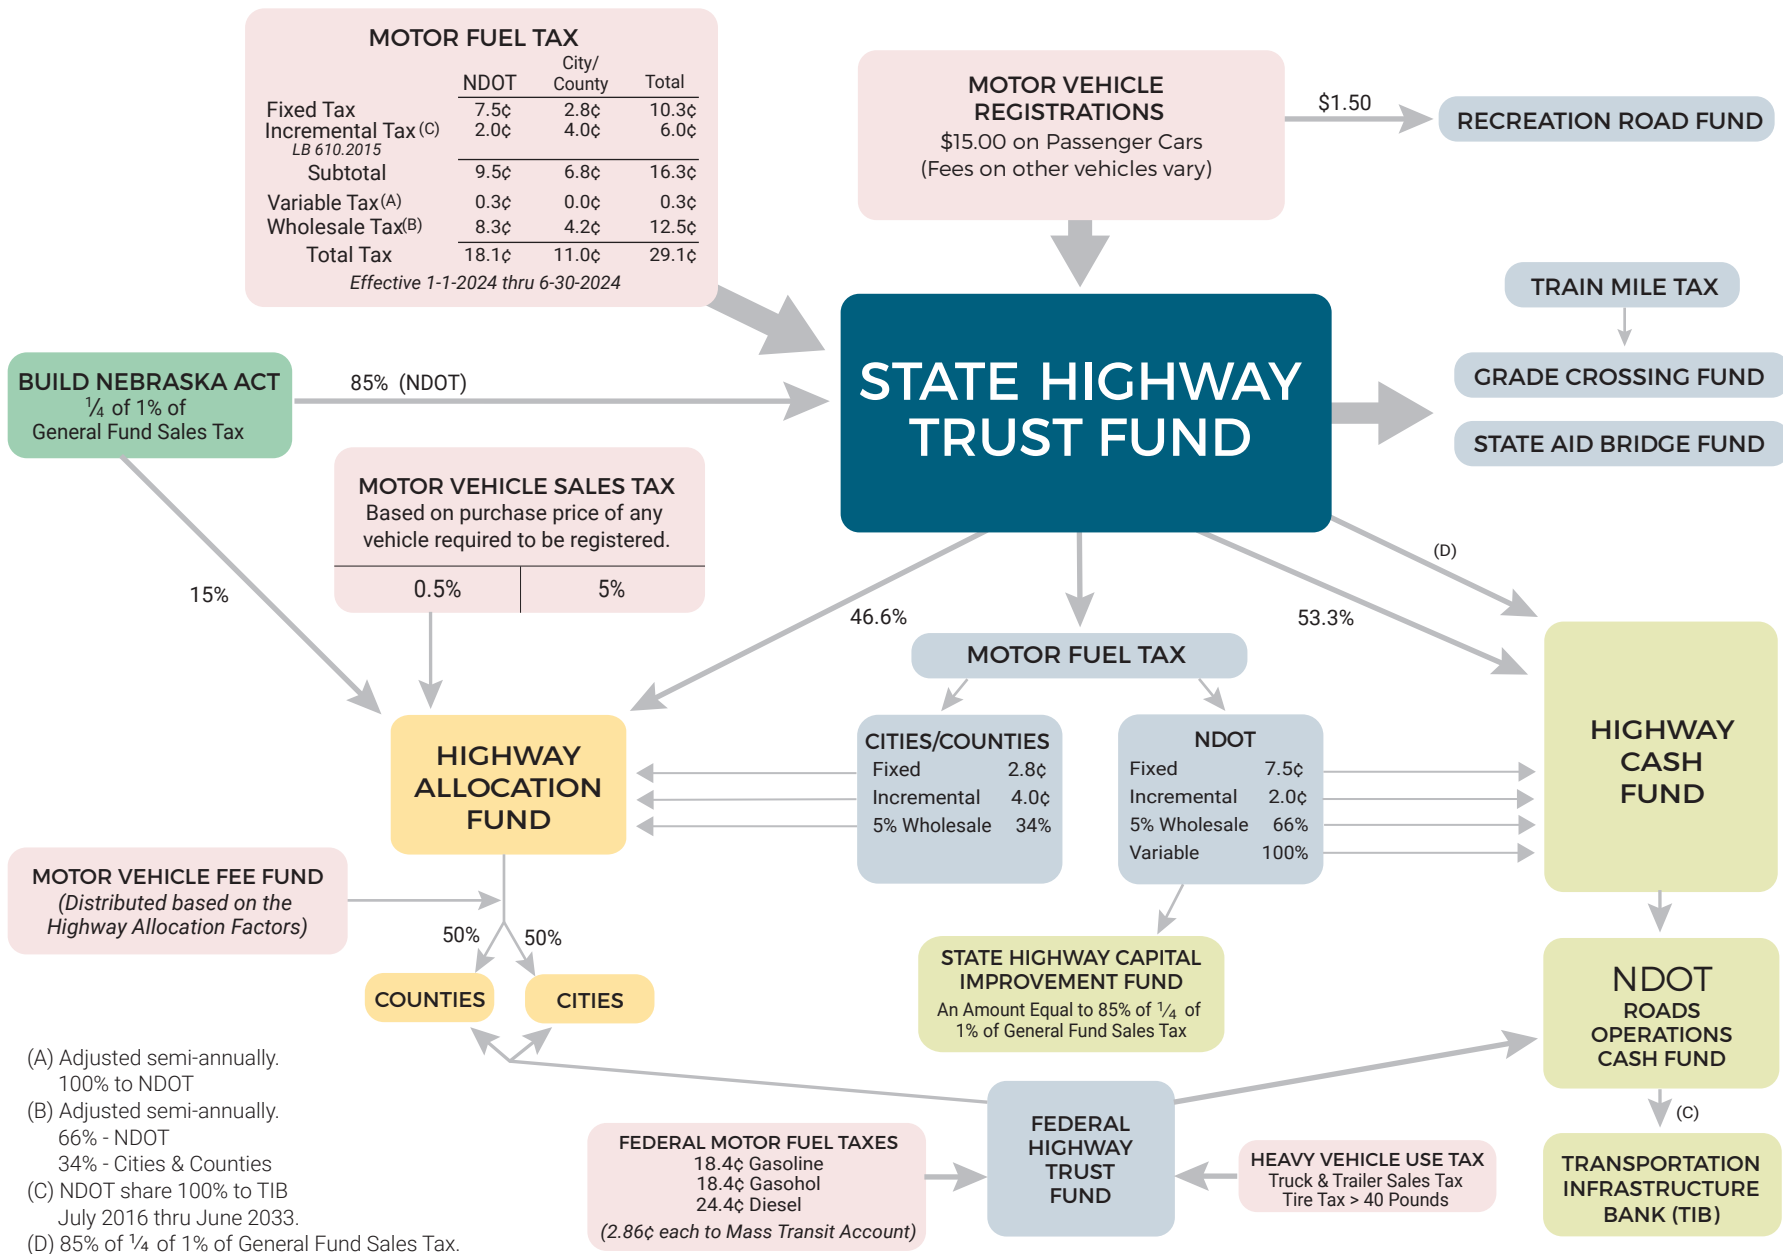 MOTOR FUEL TAX
NDOT City/ County Total
Fixed Tax 7.5¢ 2.8¢ 10.3¢
Incremental Tax (C) 2.0¢ 4.0¢ 6.0¢
LB 610.2015
Subtotal 9.5¢ 6.8¢ 16.3¢
Variable Tax(A) 0.3¢ 0.0¢ 0.3¢
Wholesale Tax(B) 8.3¢ 4.2¢ 12.5¢
Total Tax 18.1¢ 11.0¢ 29.1¢
Effective 1-1-2024 thru 6-30-2024
MOTOR VEHICLE
REGISTRATIONS
$15.00 on Passenger Cars
(Fees on other vehicles vary)
$1.50
RECREATION ROAD FUND
TRAIN MILE TAX
GRADE CROSSING FUND
STATE AID BRIDGE FUND
BUILD NEBRASKA ACT
¼ of 1% of
General Fund Sales Tax
85% (NDOT)
STATE HIGHWAY
TRUST FUND
MOTOR VEHICLE SALES TAX
Based on purchase price of any
vehicle required to be registered.
0.5% 5%
15%
46.6%
53.3%
(D)
MOTOR FUEL TAX
HIGHWAY
ALLOCATION
FUND
CITIES/COUNTIES
Fixed 2.8¢
Incremental 4.0¢
5% Wholesale 34%
NDOT
Fixed 7.5¢
Incremental 2.0¢
5% Wholesale 66%
Variable 100%
HIGHWAY
CASH
FUND
MOTOR VEHICLE FEE FUND
(Distributed based on the
Highway Allocation Factors)
50% 50%
COUNTIES
CITIES
STATE HIGHWAY CAPITAL
IMPROVEMENT FUND
An Amount Equal to 85% of ¼ of
1% of General Fund Sales Tax
NDOT
ROADS
OPERATIONS
CASH FUND
(C)
TRANSPORTATION
INFRASTRUCTURE
BANK (TIB)
FEDERAL
HIGHWAY
TRUST
FUND
FEDERAL MOTOR FUEL TAXES
18.4¢ Gasoline
18.4¢ Gasohol
24.4¢ Diesel
(2.86¢ each to Mass Transit Account)
HEAVY VEHICLE USE TAX
Truck & Trailer Sales Tax
Tire Tax > 40 Pounds
(A) Adjusted semi-annually.
100% to NDOT
(B) Adjusted semi-annually.
66% - NDOT
34% - Cities & Counties
(C) NDOT share 100% to TIB
July 2016 thru June 2033.
(D) 85% of ¼ of 1% of General Fund Sales Tax.